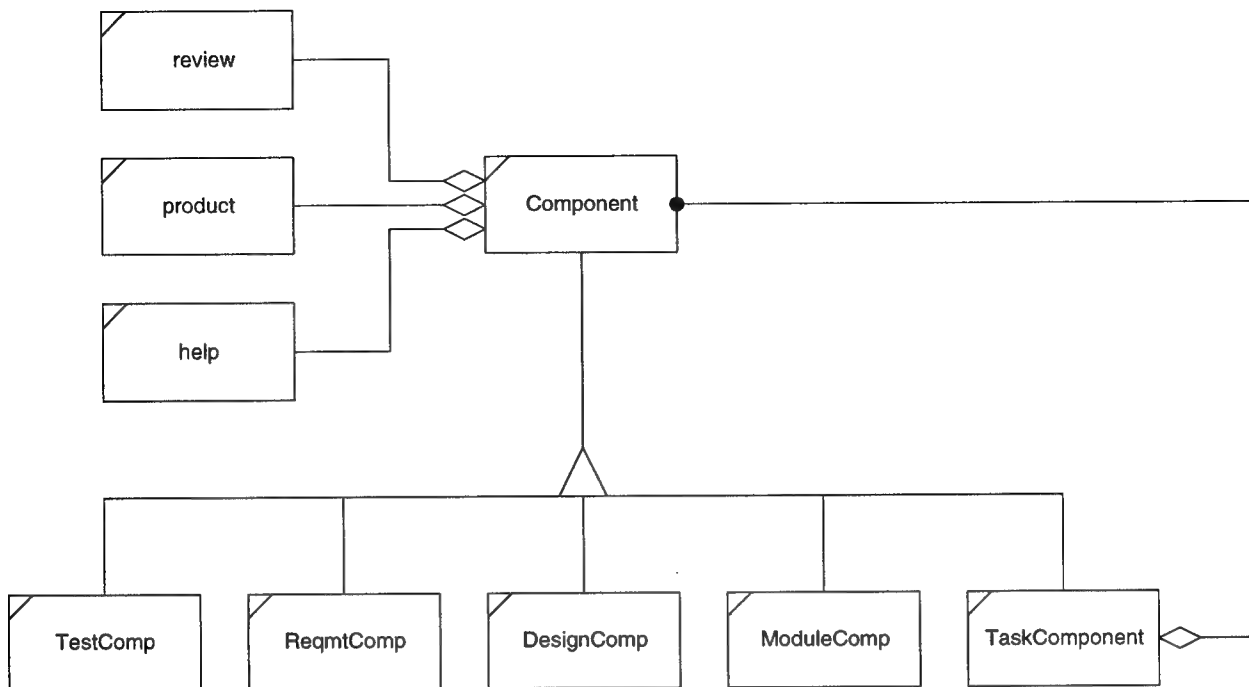 review
product
Component
help
TestComp
ReqmtComp
DesignComp
ModuleComp
TaskComponent